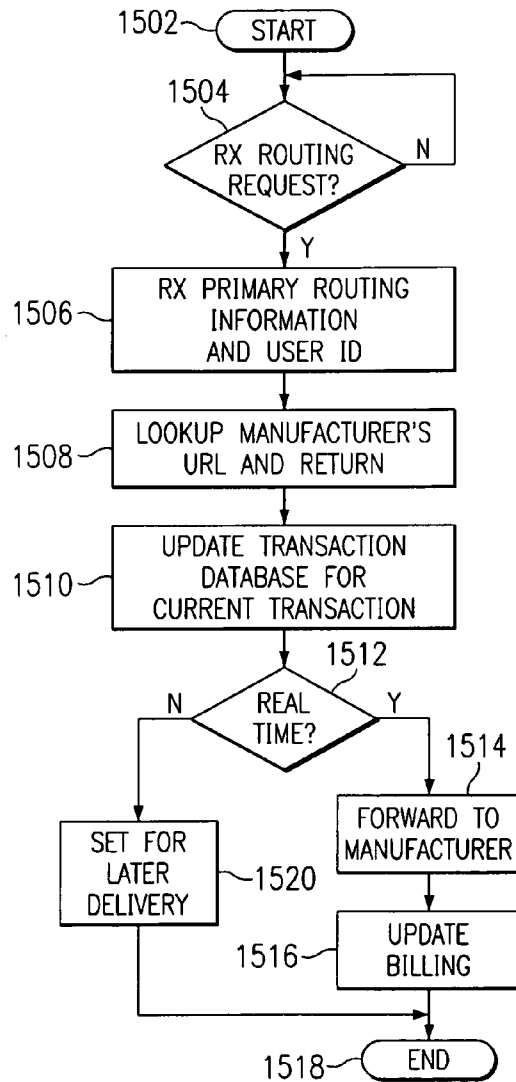 1502
START
1504
RX ROUTING
REQUEST?
N
Y
1506
RX PRIMARY ROUTING
INFORMATION
AND USER ID
1508
LOOKUP MANUFACTURER'S
URL AND RETURN
1510
UPDATE TRANSACTION
DATABASE FOR
CURRENT TRANSACTION
1512
N
REAL
TIME?
Y
1514
FORWARD TO
MANUFACTURER
SET FOR
LATER
DELIVERY
1520
1516
UPDATE
BILLING
1518
END